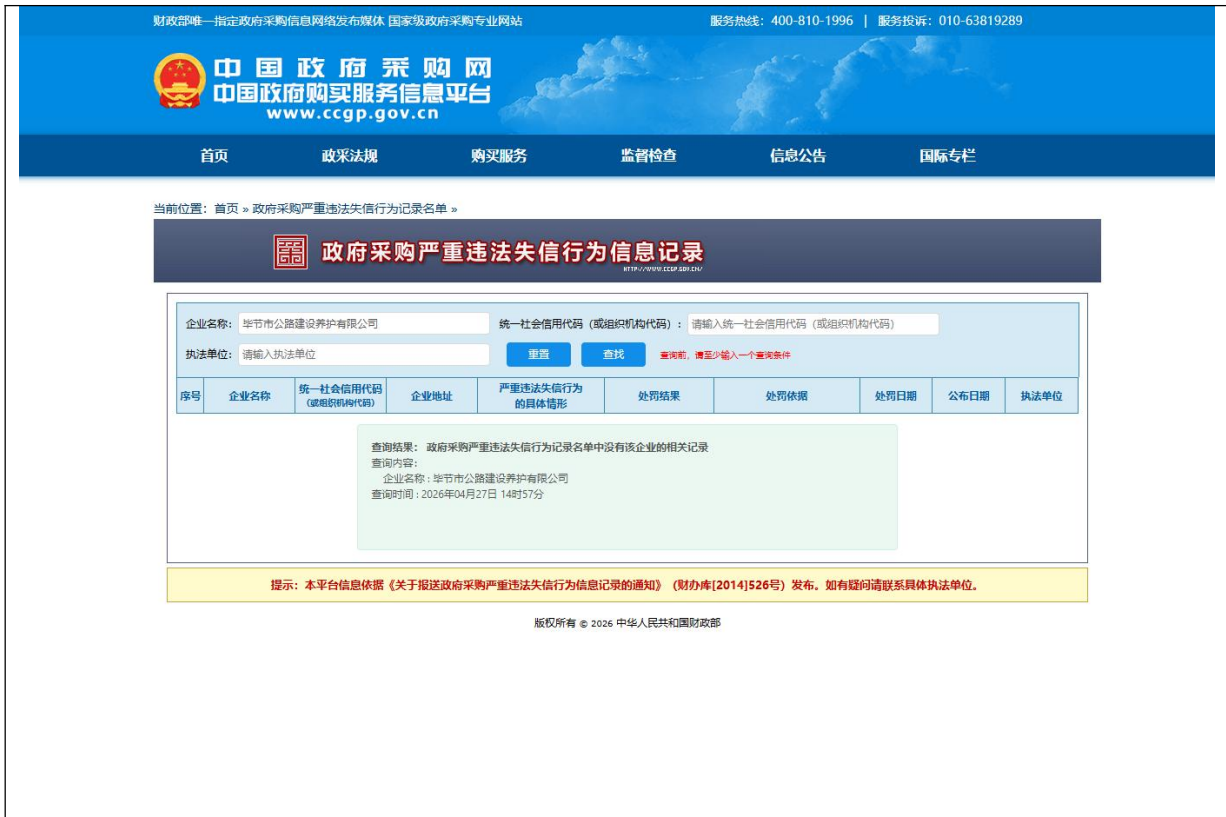 财政部唯一指定政府采购信息网络发布媒体 国家级政府采购专业网站 服务热线：400-810-1996 | 服务投诉：010-63819289
中国政府采购网
中国政府购买服务信息平台
www.ccgp.gov.cn
首页 政采法规 购买服务 监督检查 信息公告 国际专栏
当前位置：首页 » 政府采购严重违法失信行为记录名单 »
政府采购严重违法失信行为信息记录
HTTP://WWW.CCGP.GOV.CN/
企业名称： 毕节市公路建设养护有限公司 统一社会信用代码（或组织机构代码）： 请输入统一社会信用代码（或组织机构代码）
执法单位： 请输入执法单位 重置 查找 查询前，请至少输入一个查询条件
序号 企业名称 统一社会信用代码（或组织机构代码） 企业地址 严重违法失信行为的具体情形 处罚结果 处罚依据 处罚日期 公布日期 执法单位
查询结果： 政府采购严重违法失信行为记录名单中没有该企业的相关记录
查询内容：
企业名称：毕节市公路建设养护有限公司
查询时间：2026年04月27日 14时57分
提示：本平台信息依据《关于报送政府采购严重违法失信行为信息记录的通知》（财办库[2014]526号）发布。如有疑问请联系具体执法单位。
版权所有 © 2026 中华人民共和国财政部